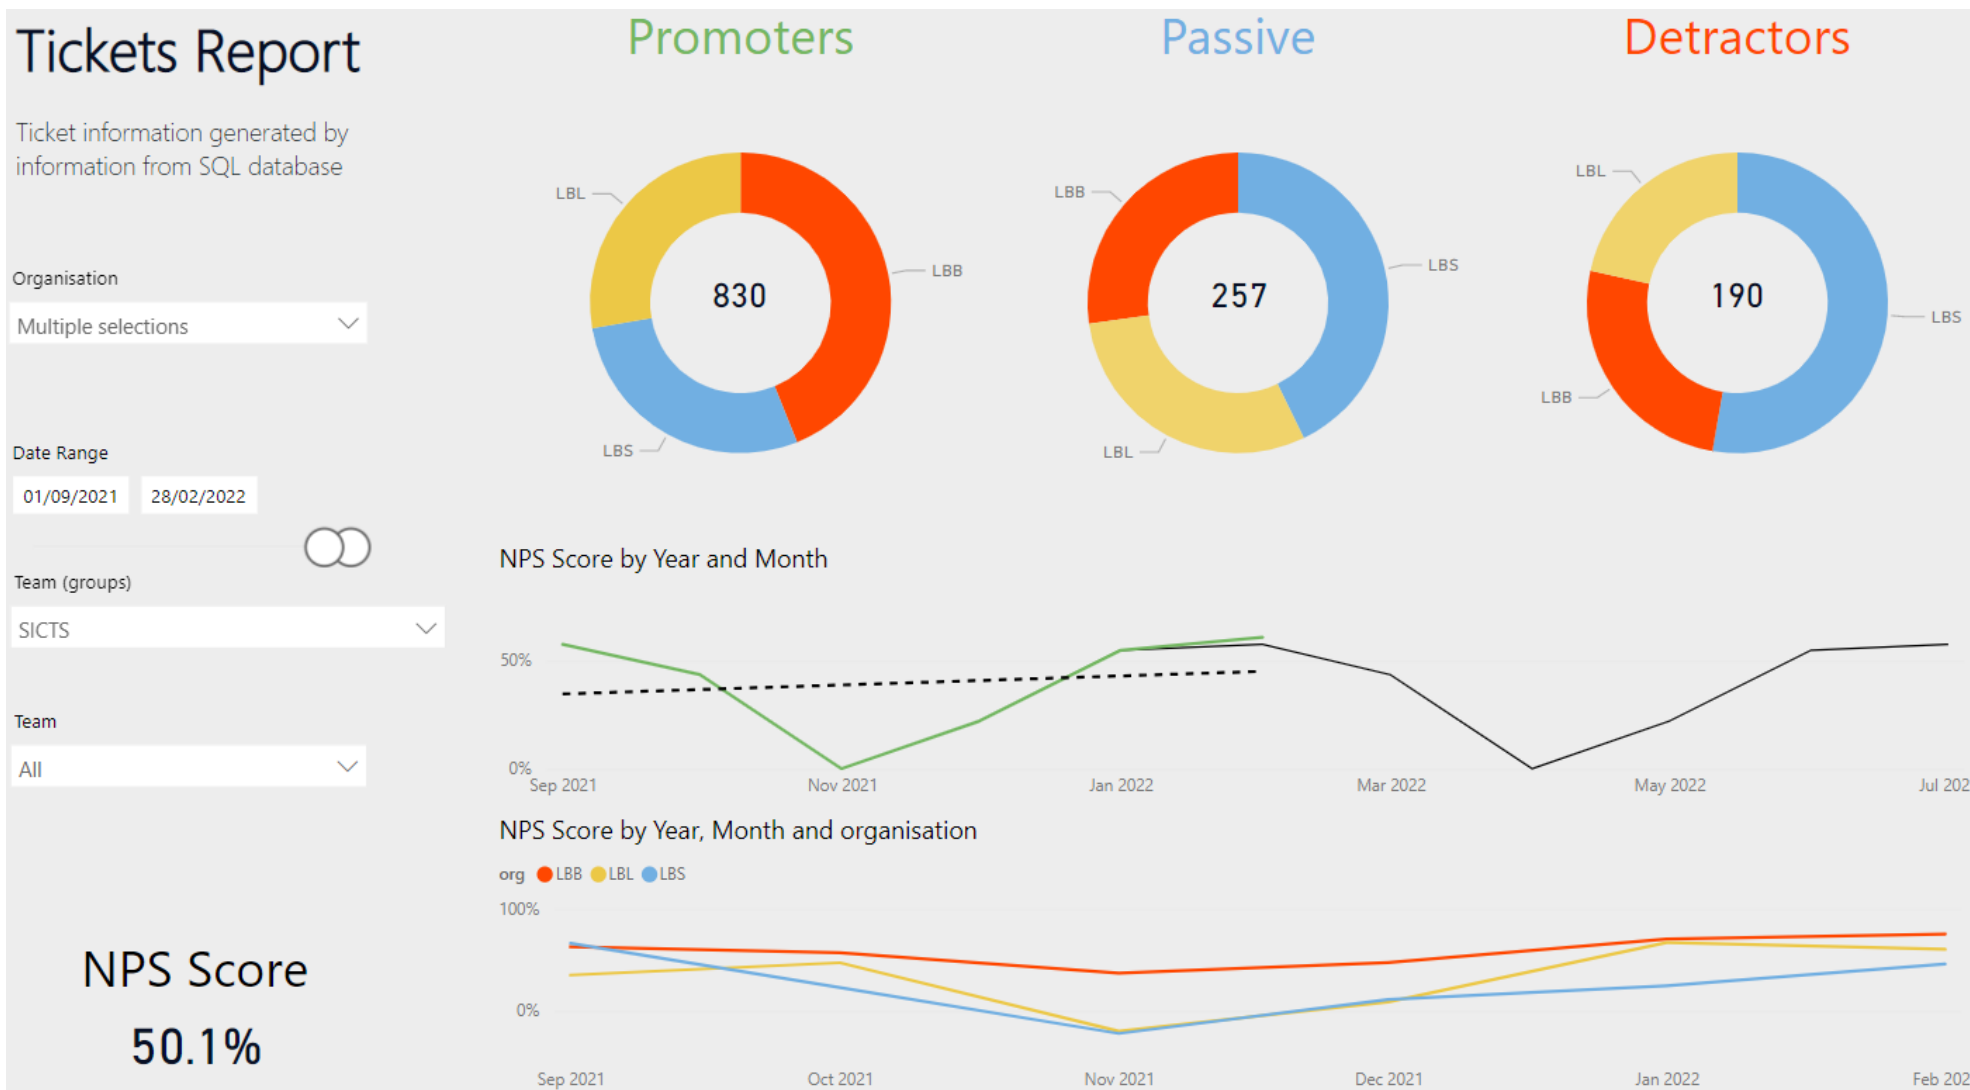 Tickets Report
Ticket information generated by
information from SQL database
Organisation
Multiple selections
Date Range
01/09/2021 28/02/2022
Team (groups)
SICTS
Team
All
NPS Score
50.1%
Promoters
LBL
LBB
830
LBS
Passive
LBB
LBS
257
LBL
Detractors
LBL
190
LBS
LBB
NPS Score by Year and Month
50%
0%
Sep 2021 Nov 2021 Jan 2022 Mar 2022 May 2022 Jul 202
NPS Score by Year, Month and organisation
org LBB LBL LBS
100%
0%
Sep 2021 Oct 2021 Nov 2021 Dec 2021 Jan 2022 Feb 202